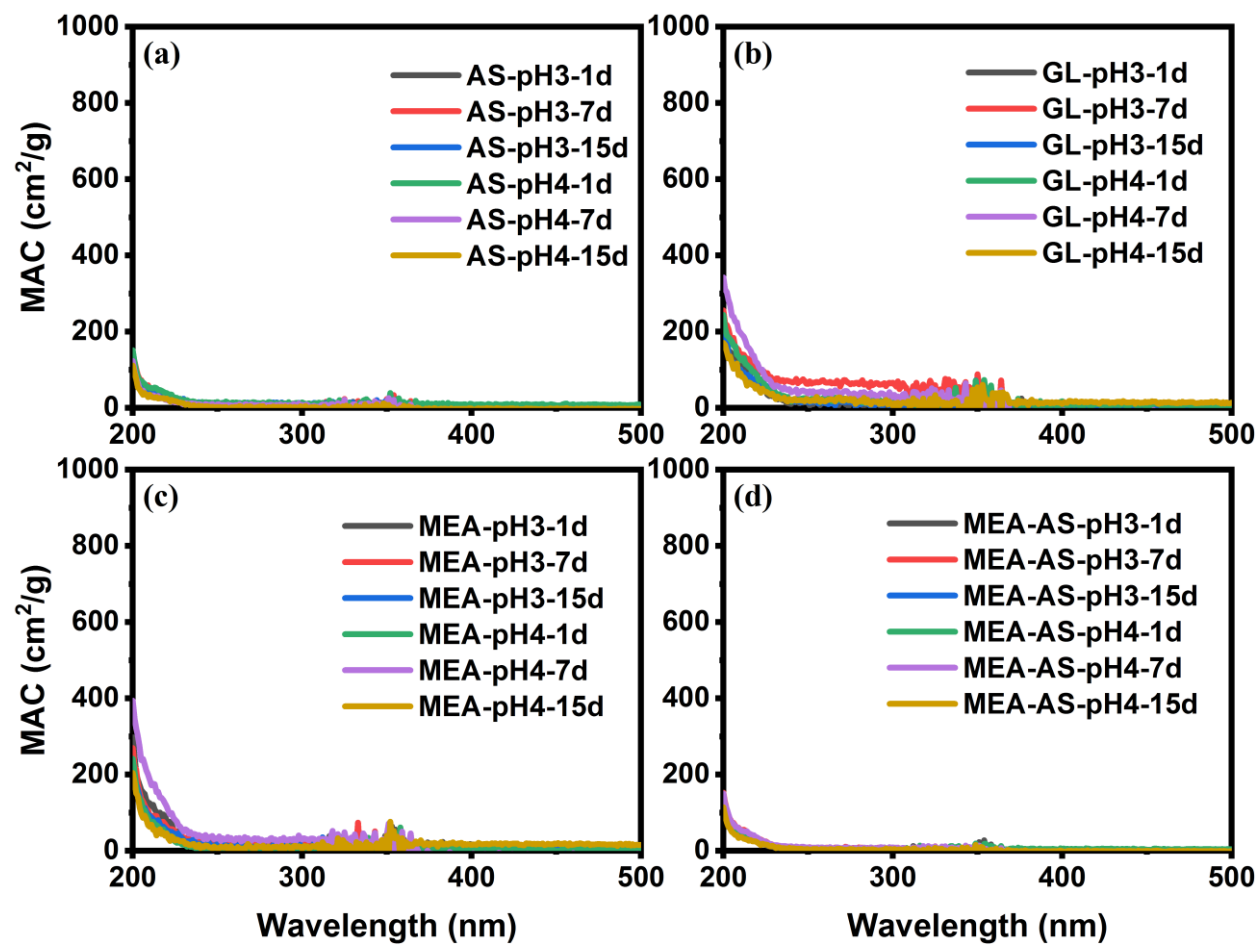 (a)
AS-pH3-1d
AS-pH3-7d
AS-pH3-15d
AS-pH4-1d
AS-pH4-7d
AS-pH4-15d
MAC (cm²/g)
1000
800
600
400
200
0
200
300
400
500
(b)
GL-pH3-1d
GL-pH3-7d
GL-pH3-15d
GL-pH4-1d
GL-pH4-7d
GL-pH4-15d
1000
800
600
400
200
0
200
300
400
500
(c)
MEA-pH3-1d
MEA-pH3-7d
MEA-pH3-15d
MEA-pH4-1d
MEA-pH4-7d
MEA-pH4-15d
MAC (cm²/g)
1000
800
600
400
200
0
200
300
400
500
Wavelength (nm)
(d)
MEA-AS-pH3-1d
MEA-AS-pH3-7d
MEA-AS-pH3-15d
MEA-AS-pH4-1d
MEA-AS-pH4-7d
MEA-AS-pH4-15d
1000
800
600
400
200
0
200
300
400
500
Wavelength (nm)